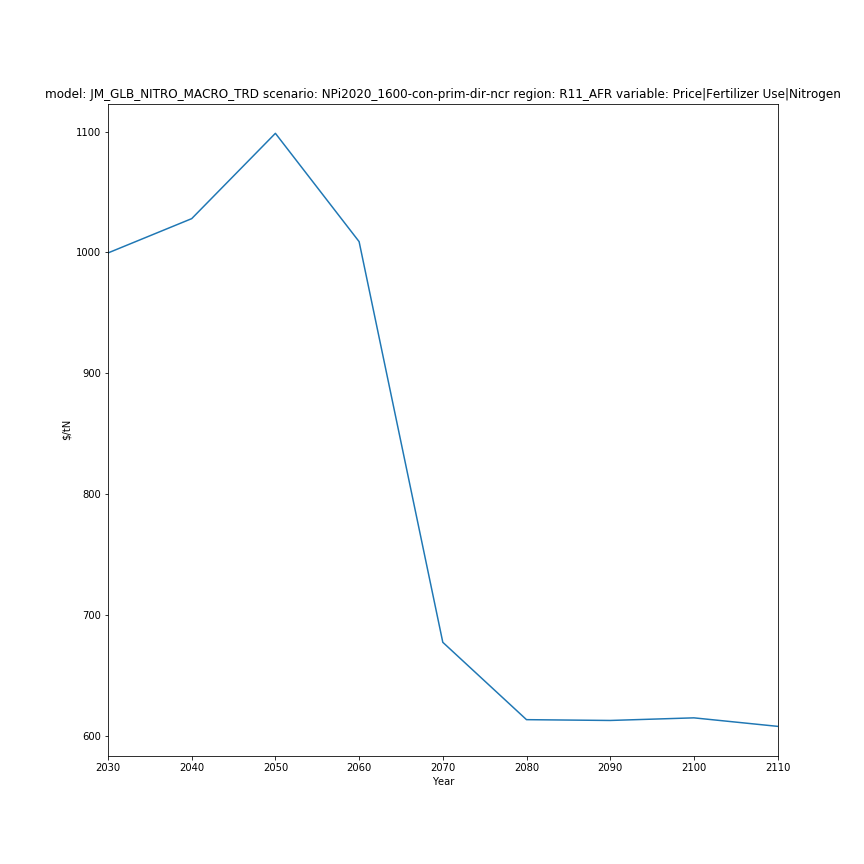 model: JM_GLB_NITRO_MACRO_TRD scenario: NPi2020_1600-con-prim-dir-ncr region: R11_AFR variable: Price|Fertilizer Use|Nitrogen
1100
1000
900
800
700
600
$/tN
2030 2040 2050 2060 2070 2080 2090 2100 2110
Year